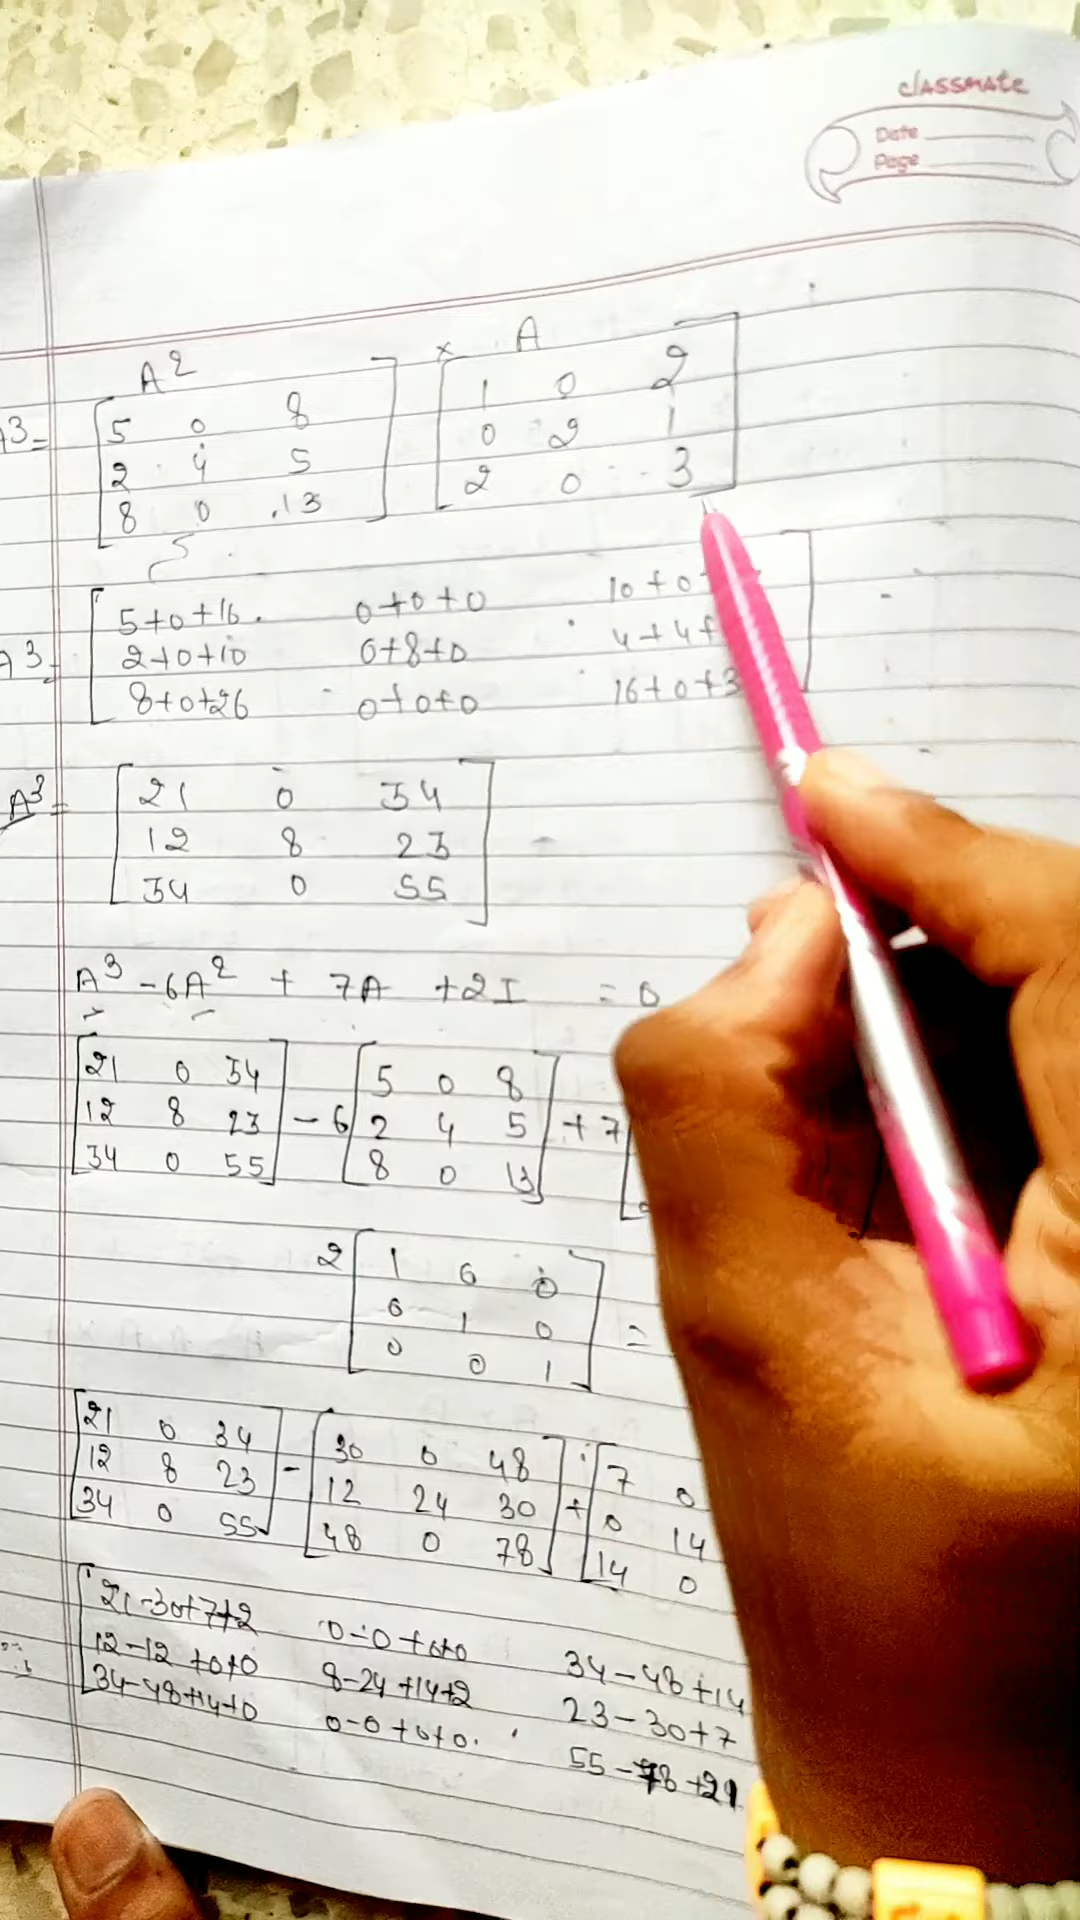 classmate
Date
Page
A2 × A
A3= [5 0 8 [1 0 2
2 4 5 0 2 1
8 0 13] 2 0 3]
A3= [5+0+16 0+0+0 10+0+
2+0+10 0+8+0 4+4+
8+0+26 0+0+0 16+0+3 ]
A3= [21 0 34
12 8 23
34 0 55]
A3 -6A2 + 7A +2I = 0
[21 0 34 [5 0 8
12 8 23 -6 2 4 5 +7[
34 0 55] 8 0 13]
2 [1 0 0
0 1 0 =
0 0 1]
[21 0 34 [30 0 48 [7 0
12 8 23 - 12 24 30 + 0 14
34 0 55] 48 0 78] 14 0
[21-30+7+2 0-0+0+0 34-48+14
12-12+0+0 8-24+14+2 23-30+7
34-48+14+0 0-0+0+0. 55-78+21